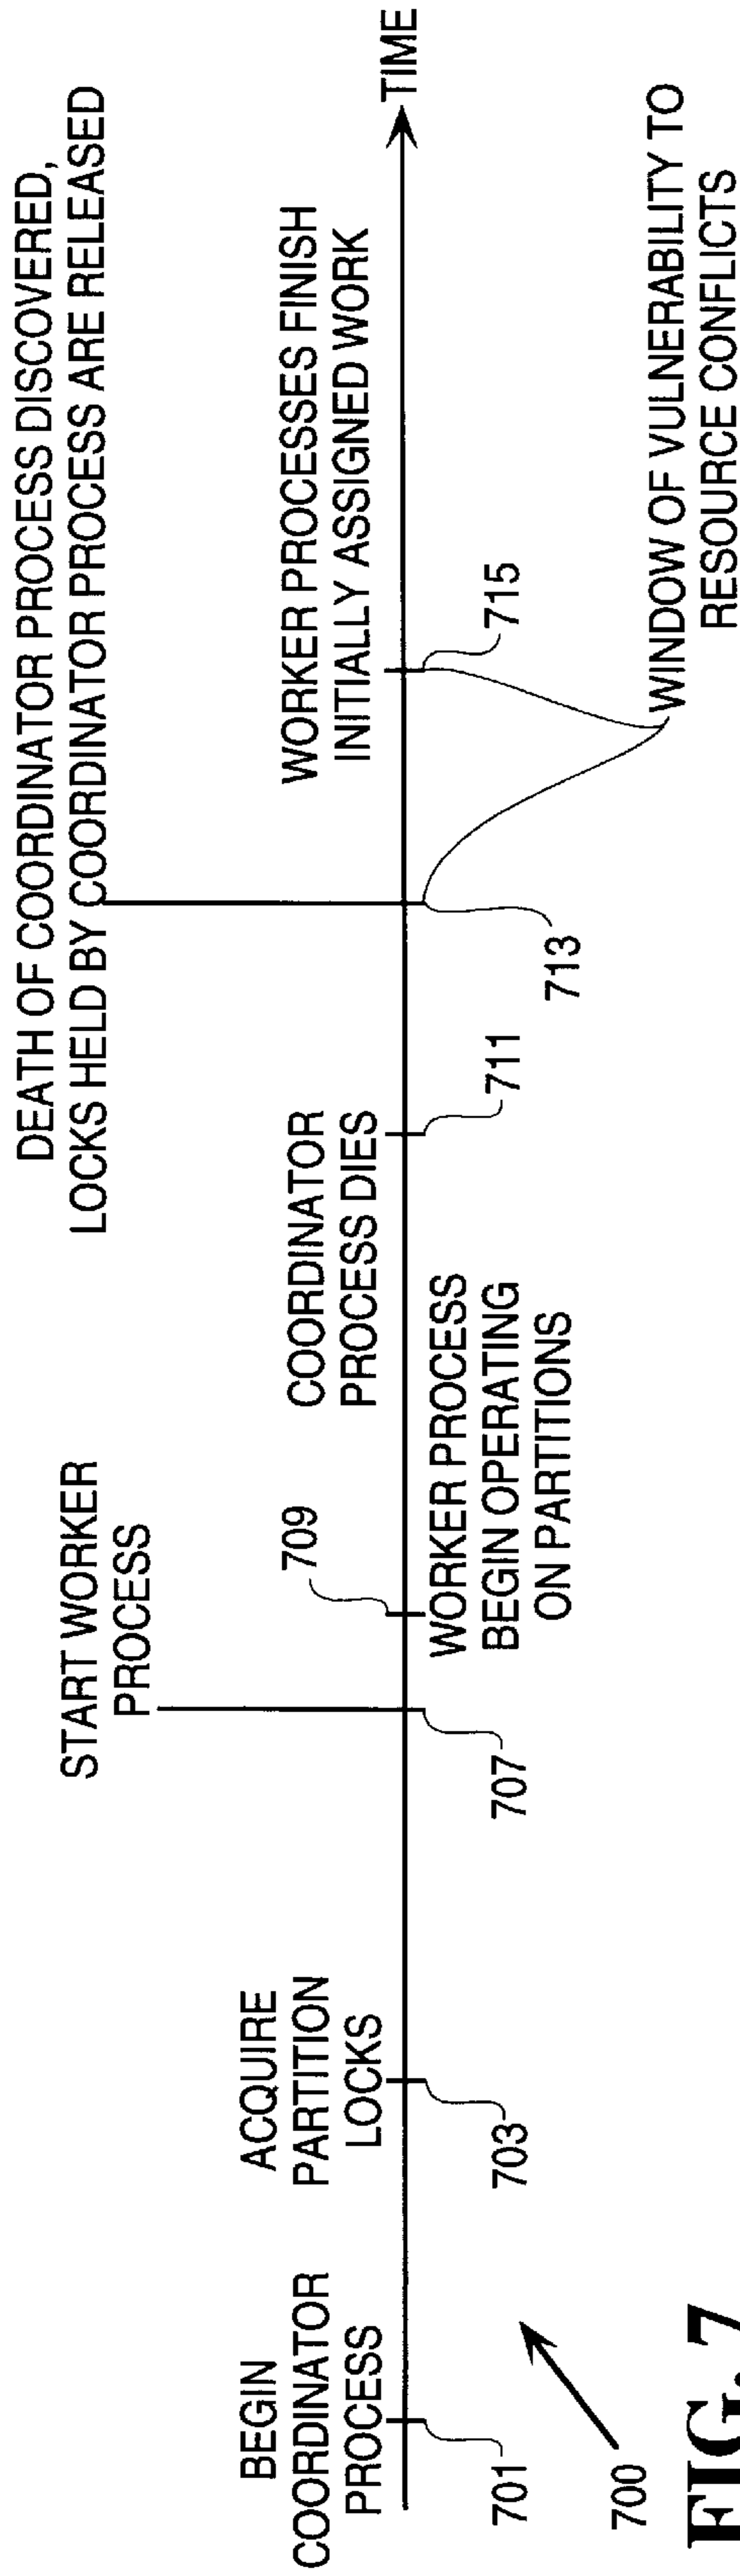 DEATH OF COORDINATOR PROCESS DISCOVERED,
LOCKS HELD BY COORDINATOR PROCESS ARE RELEASED
START WORKER
PROCESS
BEGIN
COORDINATOR
PROCESS
ACQUIRE
PARTITION
LOCKS
709
COORDINATOR
PROCESS DIES
WORKER PROCESSES FINISH
INITIALLY ASSIGNED WORK
TIME
701
703
707
WORKER PROCESS
BEGIN OPERATING
ON PARTITIONS
711
713
715
700
WINDOW OF VULNERABILITY TO
RESOURCE CONFLICTS
FIG. 7